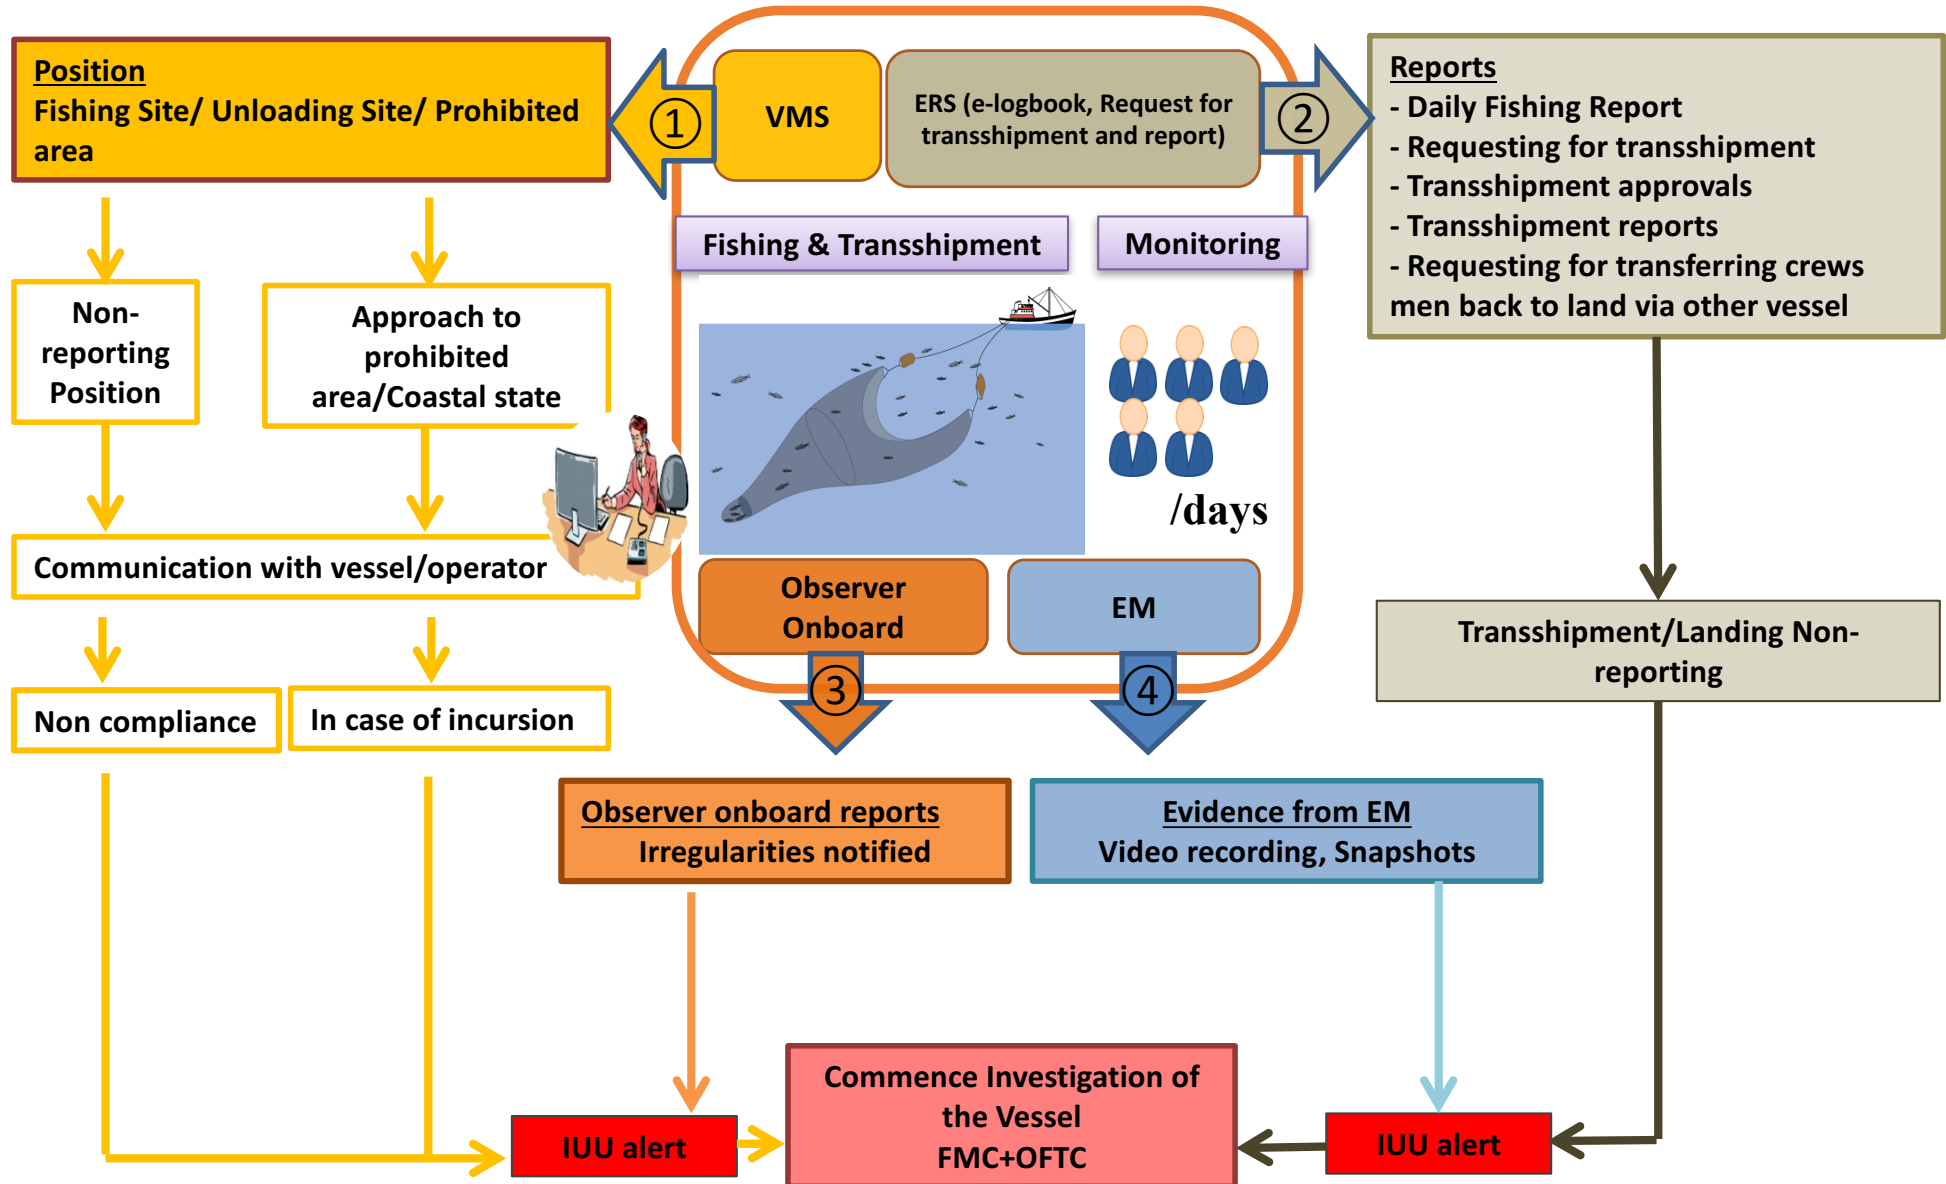 Position
Fishing Site/ Unloading Site/ Prohibited
area
①
VMS
ERS (e-logbook, Request for
transshipment and report)
②
Reports
- Daily Fishing Report
- Requesting for transshipment
- Transshipment approvals
- Transshipment reports
- Requesting for transferring crews
men back to land via other vessel
Fishing & Transshipment
Monitoring
Non-
reporting
Position
Approach to
prohibited
area/Coastal state
/days
Communication with vessel/operator
Observer
Onboard
EM
Transshipment/Landing Non-
reporting
Non compliance
In case of incursion
③
④
Observer onboard reports
Irregularities notified
Evidence from EM
Video recording, Snapshots
Commence Investigation of
the Vessel
FMC+OFTC
IUU alert
IUU alert